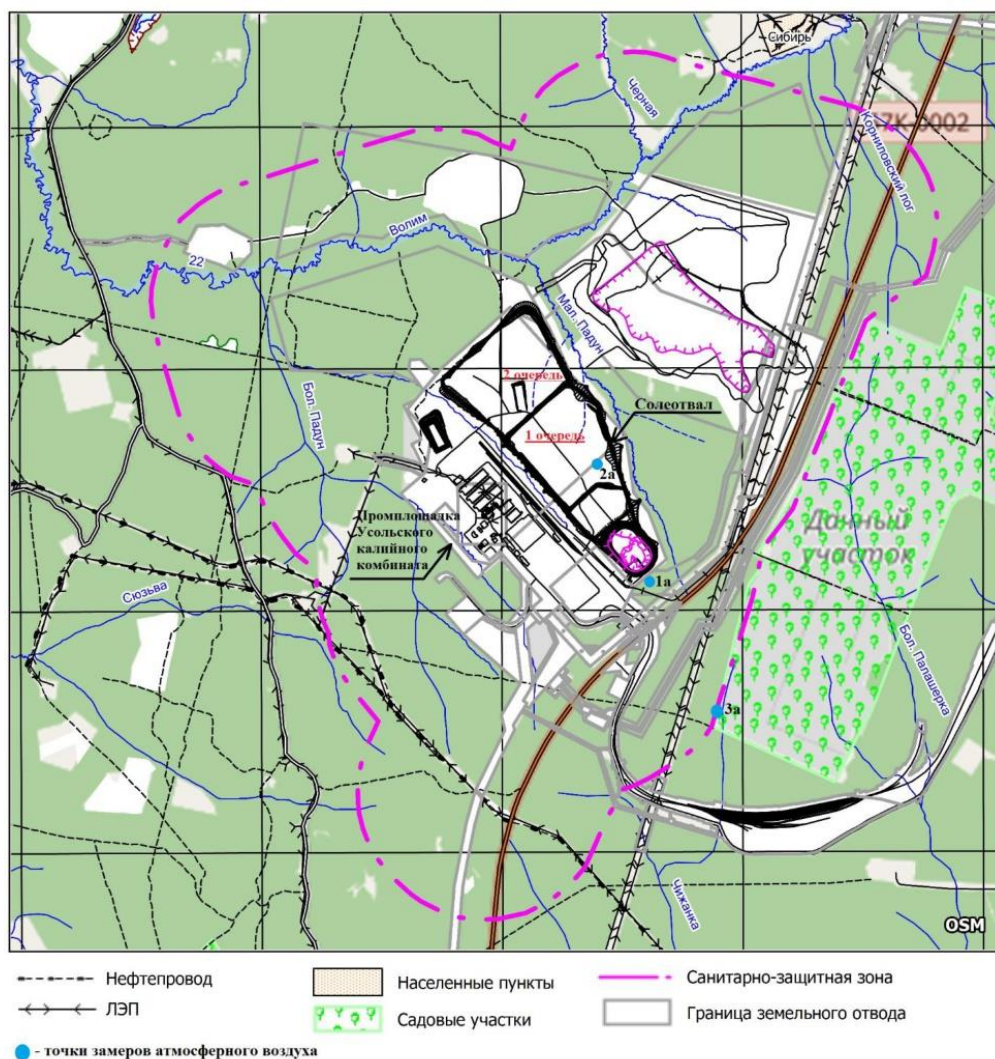 Сибирь
Черная
Корниловский лог
57K-0002
Волим
22
Мал. Падун
2 очередь
Солеотвал
Бол. Падун
1 очередь
2а
Промплощадка
Усольского
калийного
комбината
Данный
участок
1а
Сюзьва
Бол. Палашерка
3а
Чижанка
OSM
Нефтепровод
Населенные пункты
Санитарно-защитная зона
ЛЭП
Садовые участки
Граница земельного отвода
- точки замеров атмосферного воздуха